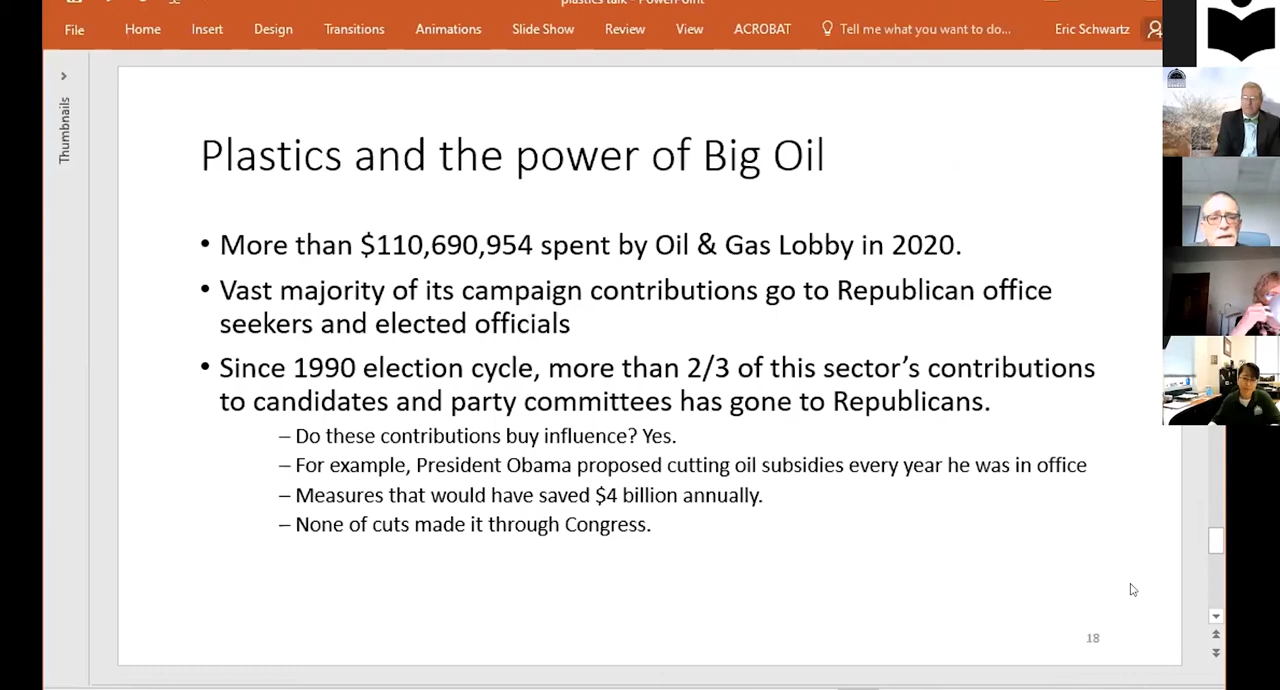 plastics talk - PowerPoint
File Home Insert Design Transitions Animations Slide Show Review View ACROBAT Tell me what you want to do... Eric Schwartz
Thumbnails
Plastics and the power of Big Oil
• More than $110,690,954 spent by Oil & Gas Lobby in 2020.
• Vast majority of its campaign contributions go to Republican office
seekers and elected officials
• Since 1990 election cycle, more than 2/3 of this sector’s contributions
to candidates and party committees has gone to Republicans.
– Do these contributions buy influence? Yes.
– For example, President Obama proposed cutting oil subsidies every year he was in office
– Measures that would have saved $4 billion annually.
– None of cuts made it through Congress.
18